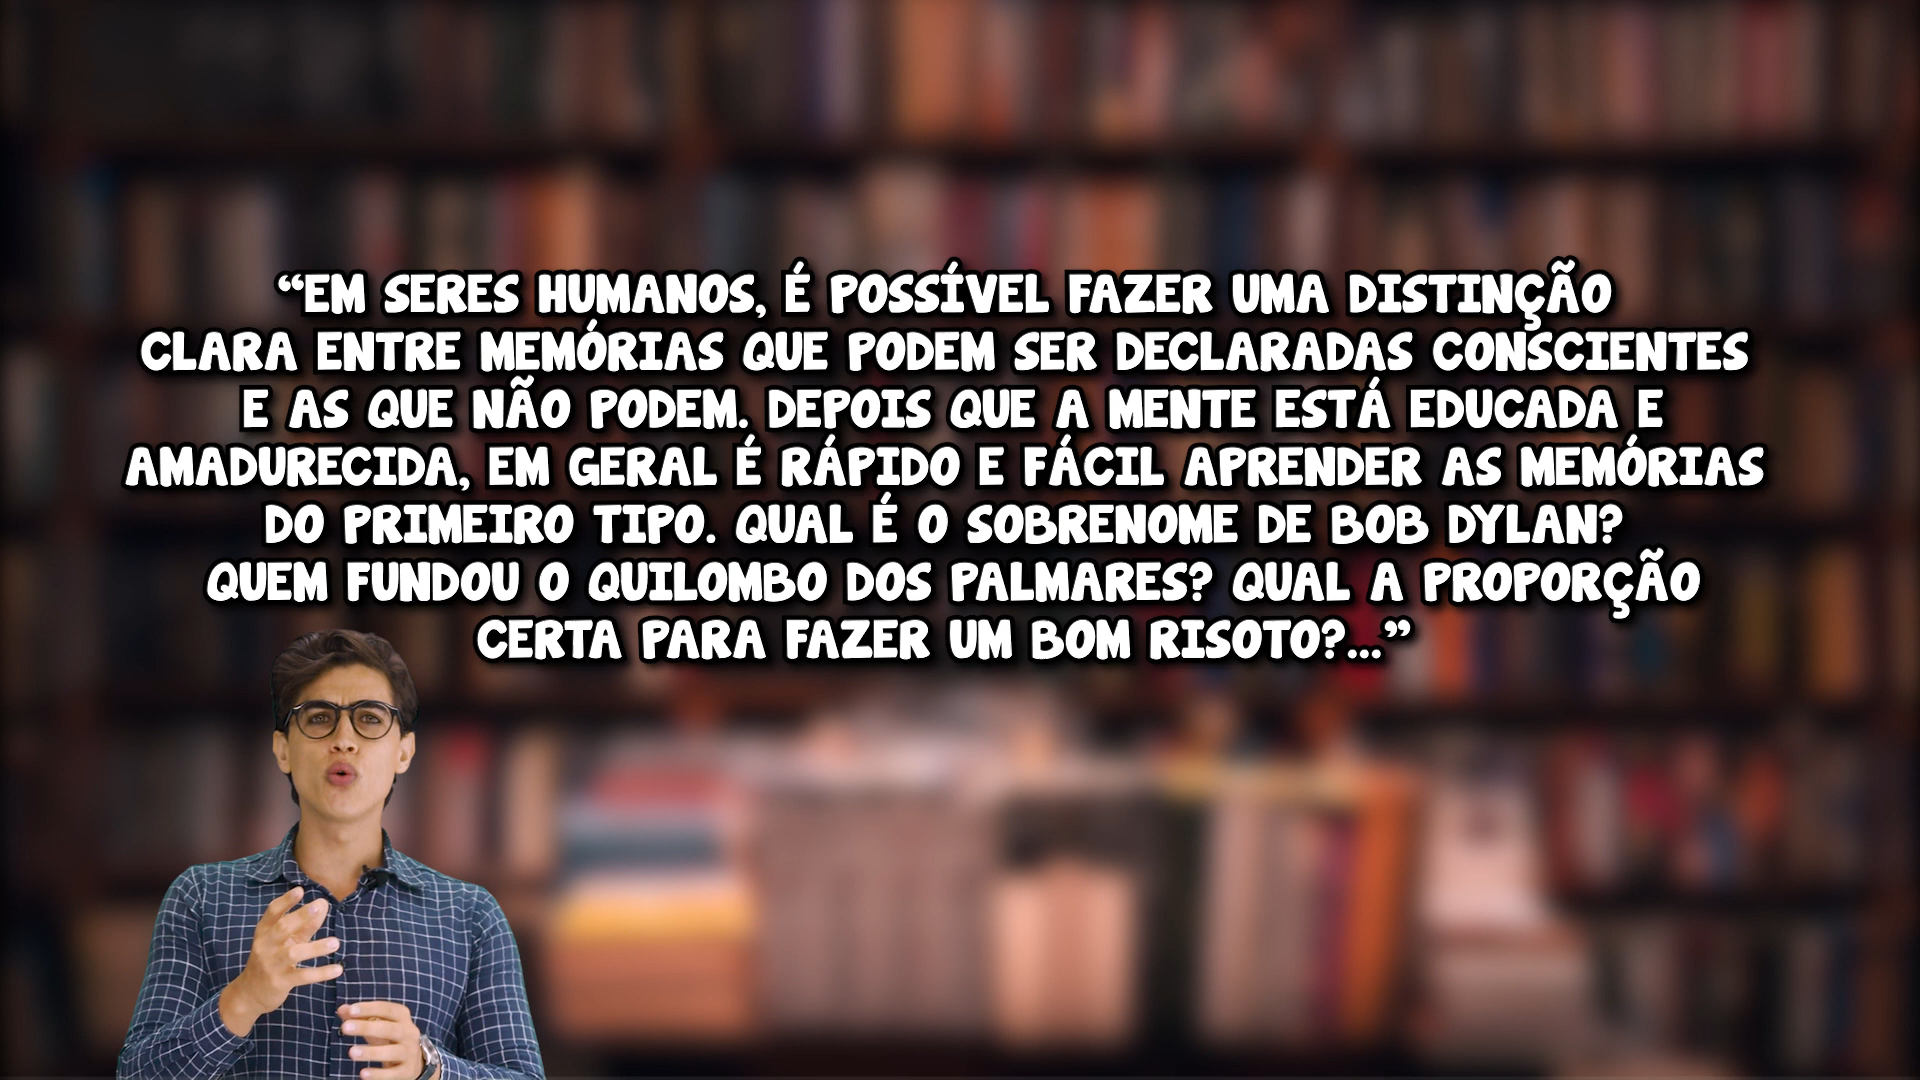 “EM SERES HUMANOS, É POSSÍVEL FAZER UMA DISTINÇÃO
CLARA ENTRE MEMÓRIAS QUE PODEM SER DECLARADAS CONSCIENTES
E AS QUE NÃO PODEM. DEPOIS QUE A MENTE ESTÁ EDUCADA E
AMADURECIDA, EM GERAL É RÁPIDO E FÁCIL APRENDER AS MEMÓRIAS
DO PRIMEIRO TIPO. QUAL É O SOBRENOME DE BOB DYLAN?
QUEM FUNDOU O QUILOMBO DOS PALMARES? QUAL A PROPORÇÃO
CERTA PARA FAZER UM BOM RISOTO?...”